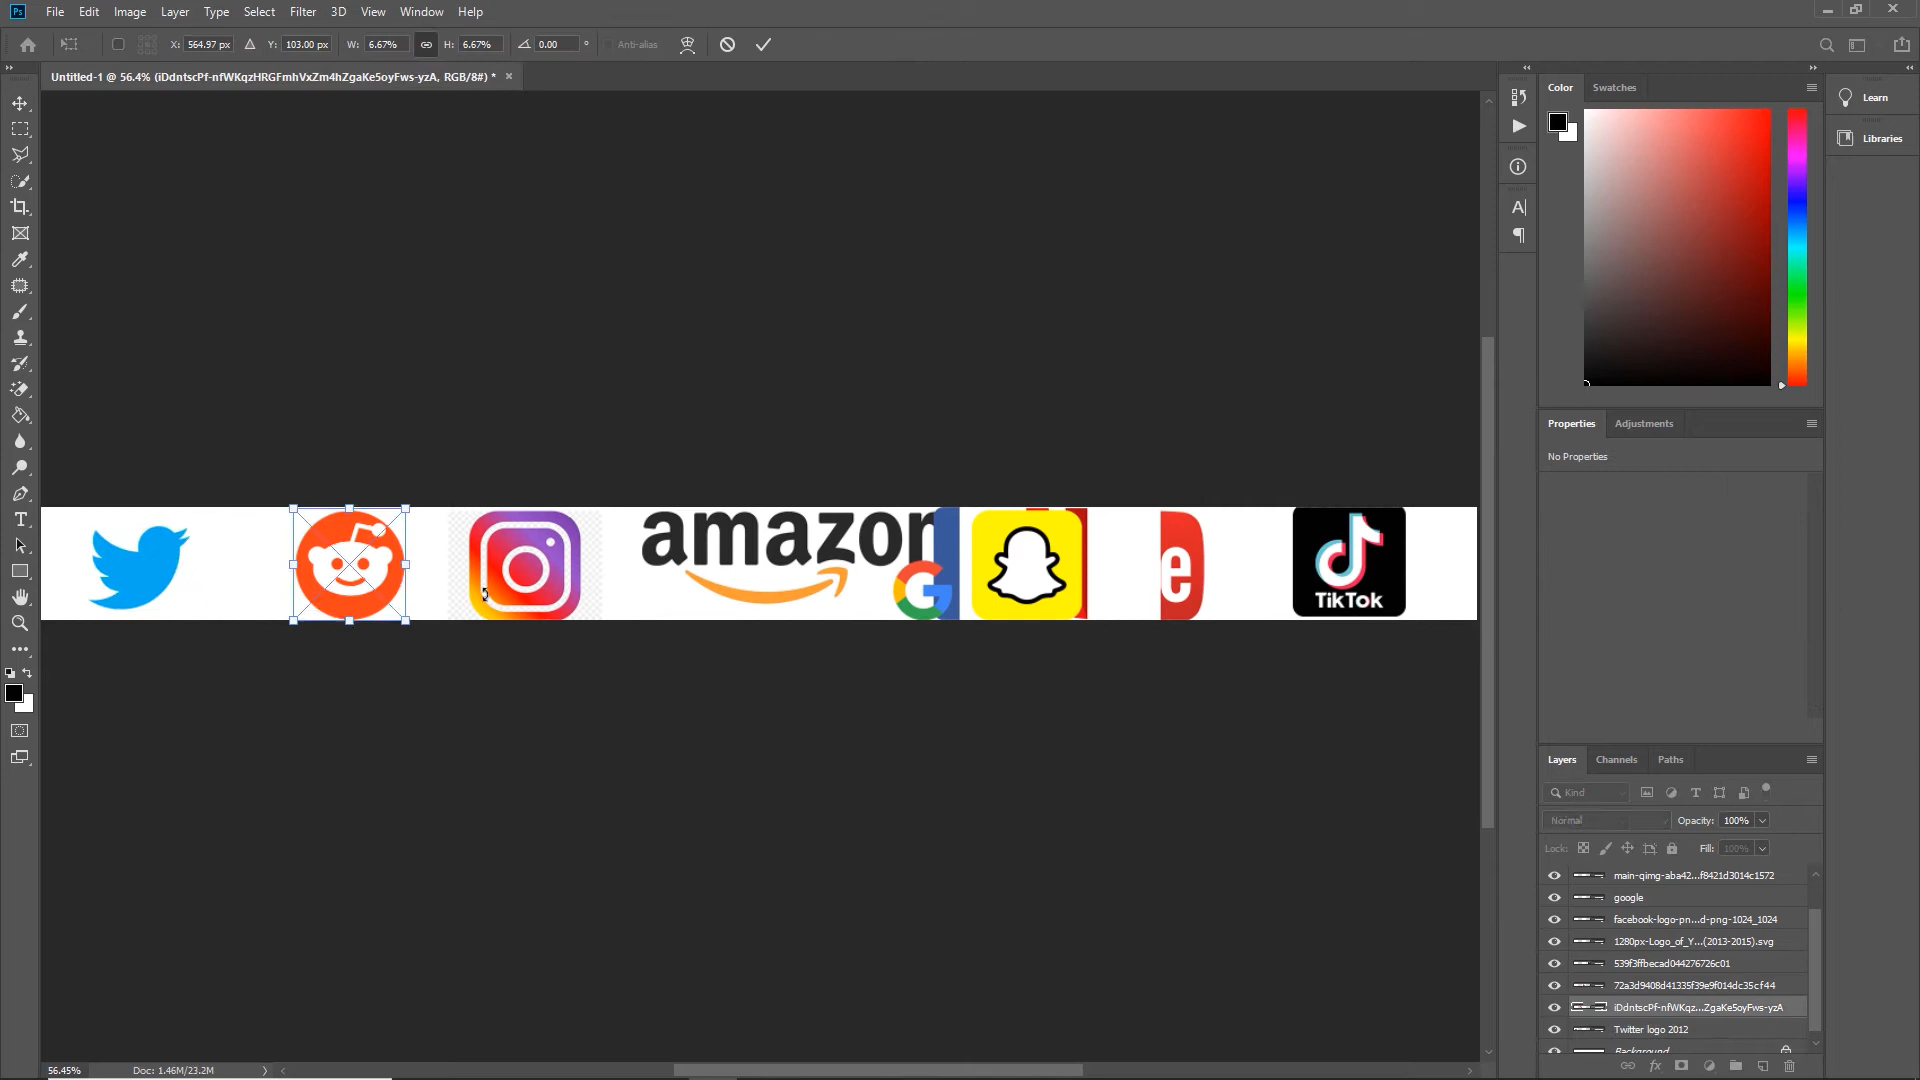 Ps File Edit Image Layer Type Select Filter 3D View Window Help
X: 564.97 px Y: 103.00 px W: 6.67% H: 6.67% 0.00 ° Anti-alias
Untitled-1 @ 56.4% (iDdntscPf-nfWKqzHRGFmhVxZm4hZgaKe5oyFws-yzA, RGB/8#) * ×
Color Swatches
Learn
Libraries
amazon
G
e
TikTok
Properties Adjustments
No Properties
Layers Channels Paths
Kind
Normal Opacity: 100%
Lock: Fill: 100%
main-qimg-aba42...f8421d3014c1572
google
facebook-logo-pn...d-png-1024_1024
1280px-Logo_of_Y...(2013-2015).svg
539f3ffbecad044276726c01
72a3d9408d41335f39e9f014dc35cf44
iDdntscPf-nfWKqz...ZgaKe5oyFws-yzA
Twitter logo 2012
Background
56.45% Doc: 1.46M/23.2M